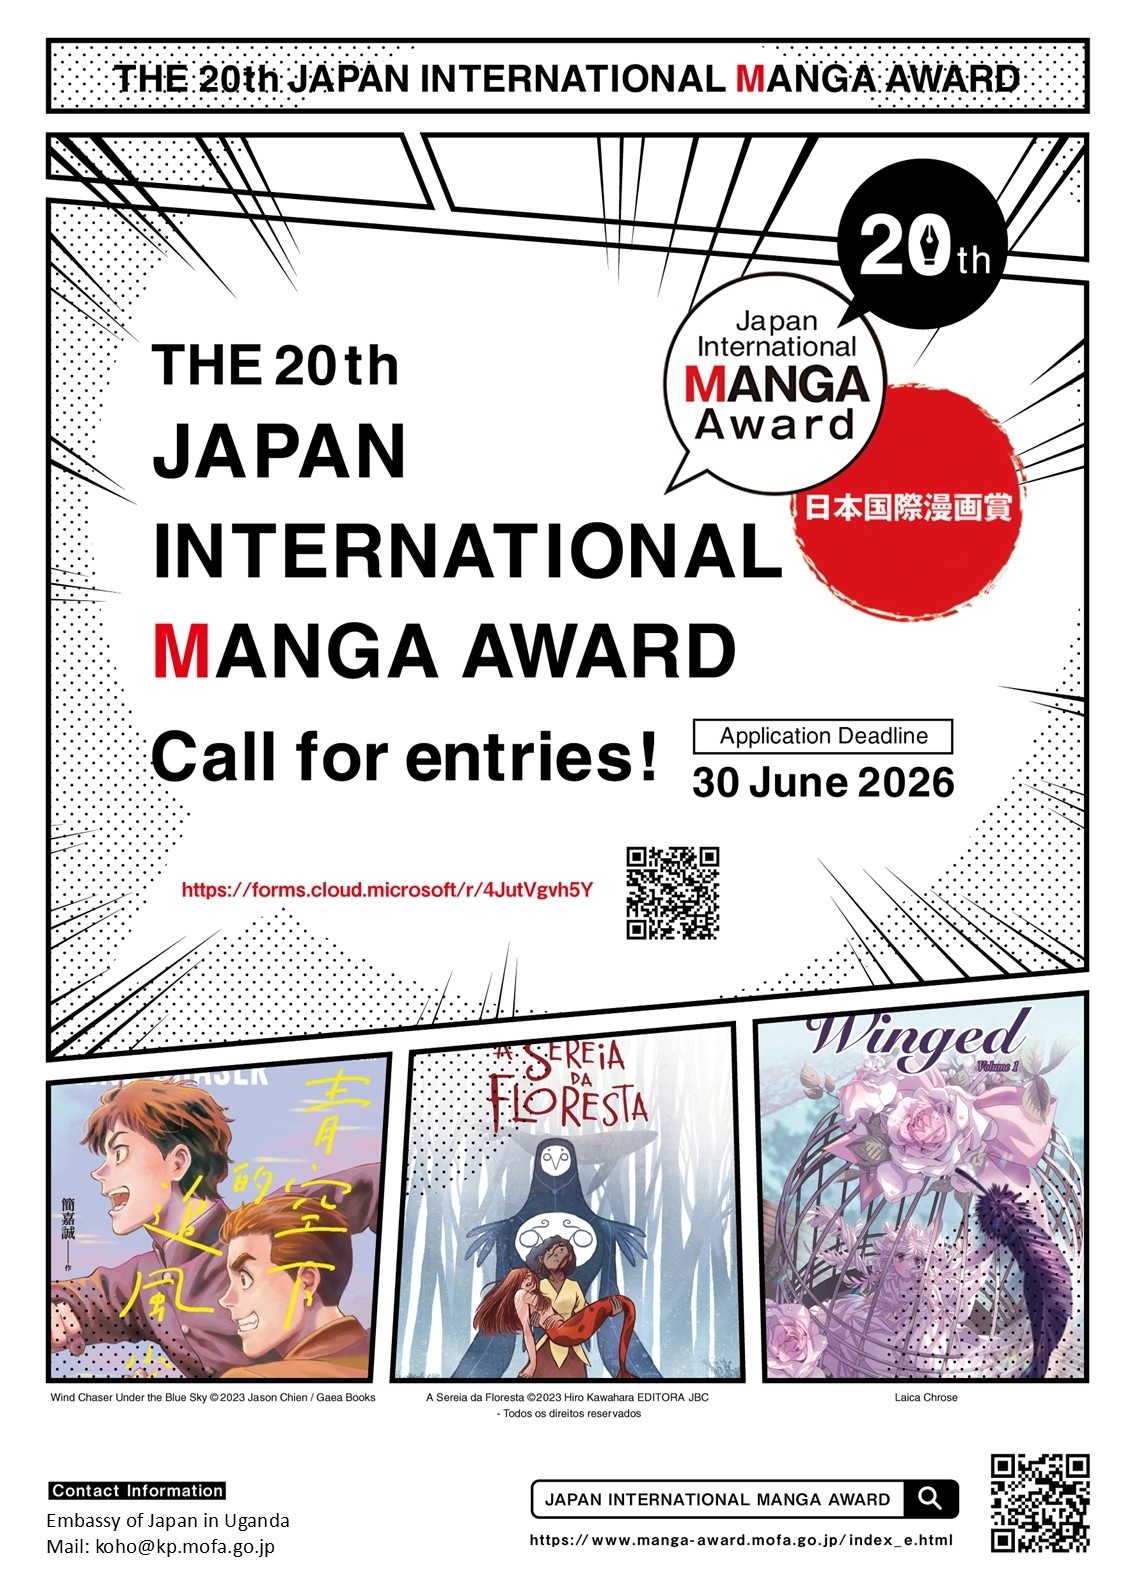 THE 20th JAPAN INTERNATIONAL MANGA AWARD
20th
Japan
International
MANGA
Award
日本国際漫画賞
THE 20th
JAPAN
INTERNATIONAL
MANGA AWARD
Call for entries!
Application Deadline
30 June 2026
https://forms.cloud.microsoft/r/4JutVgvh5Y
青空下
的
追風
簡嘉誠
作
A SEREIA
DA
FLORESTA
Winged
Volume 1
Wind Chaser Under the Blue Sky ©2023 Jason Chien / Gaea Books
A Sereia da Floresta ©2023 Hiro Kawahara EDITORA JBC
- Todos os direitos reservados
Laica Chrose
Contact Information
Embassy of Japan in Uganda
Mail: koho@kp.mofa.go.jp
JAPAN INTERNATIONAL MANGA AWARD
https://www.manga-award.mofa.go.jp/index_e.html